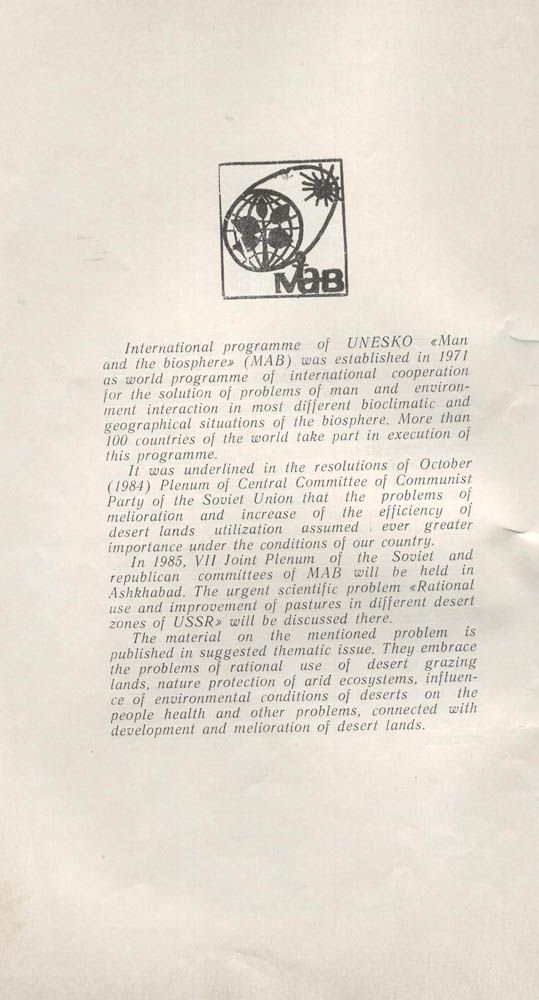 MAB
International programme of UNESKO «Man
and the biosphere» (MAB) was established in 1971
as world programme of international cooperation
for the solution of problems of man and environ-
ment interaction in most different bioclimatic and
geographical situations of the biosphere. More than
100 countries of the world take part in execution of
this programme.
It was underlined in the resolutions of October
(1984) Plenum of Central Committee of Communist
Party of the Soviet Union that the problems of
melioration and increase of the efficiency of
desert lands utilization assumed ever greater
importance under the conditions of our country.
In 1985, VII Joint Plenum of the Soviet and
republican committees of MAB will be held in
Ashkhabad. The urgent scientific problem «Rational
use and improvement of pastures in different desert
zones of USSR» will be discussed there.
The material on the mentioned problem is
published in suggested thematic issue. They embrace
the problems of rational use of desert grazing
lands, nature protection of arid ecosystems, influen-
ce of environmental conditions of deserts on the
people health and other problems, connected with
development and melioration of desert lands.